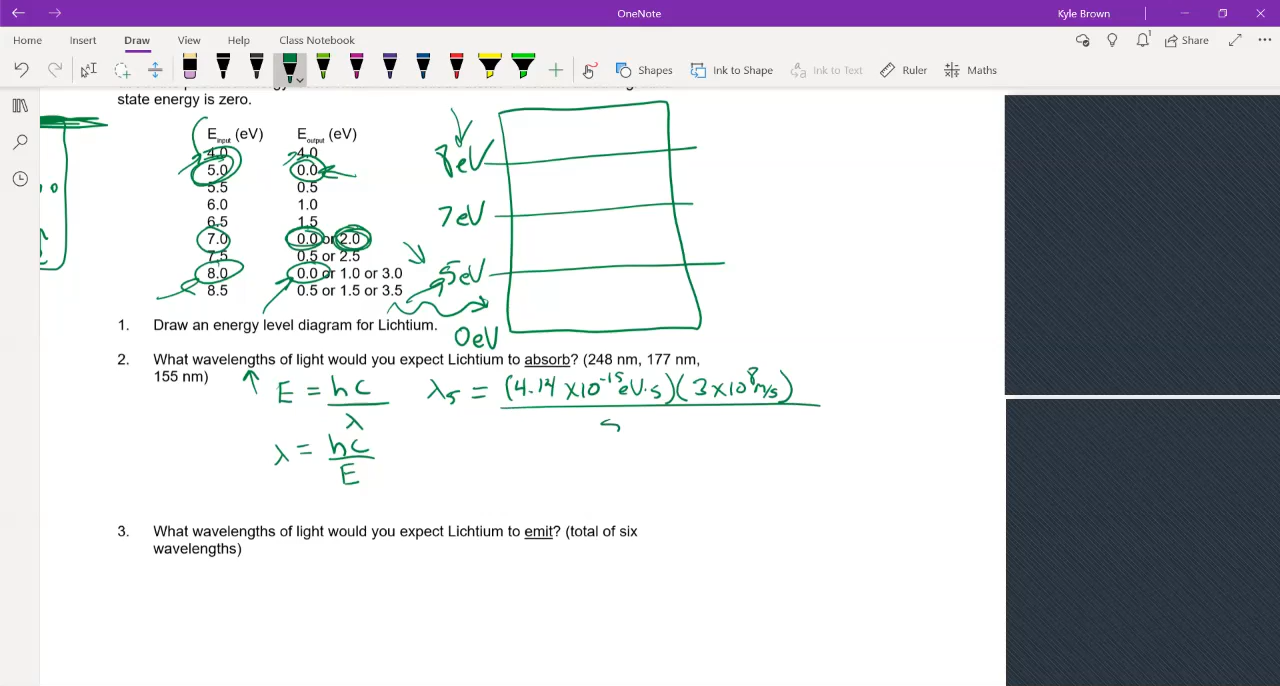 OneNote
Kyle Brown
Home Insert Draw View Help Class Notebook
Share
Shapes Ink to Shape Ink to Text Ruler Maths
state energy is zero.
Einput (eV) Eoutput (eV)
4.0 4.0
5.0 0.0
5.5 0.5
6.0 1.0
6.5 1.5
7.0 0.0 or 2.0
7.5 0.5 or 2.5
8.0 0.0 or 1.0 or 3.0
8.5 0.5 or 1.5 or 3.5
8eV
7eV
5eV
0eV
1. Draw an energy level diagram for Lichtium.
2. What wavelengths of light would you expect Lichtium to absorb? (248 nm, 177 nm,
155 nm)
E = hc/λ
λ₅ = (4.14 x10⁻¹⁵ eV·s)(3 x10⁸ m/s) / 5
λ = hc/E
3. What wavelengths of light would you expect Lichtium to emit? (total of six
wavelengths)